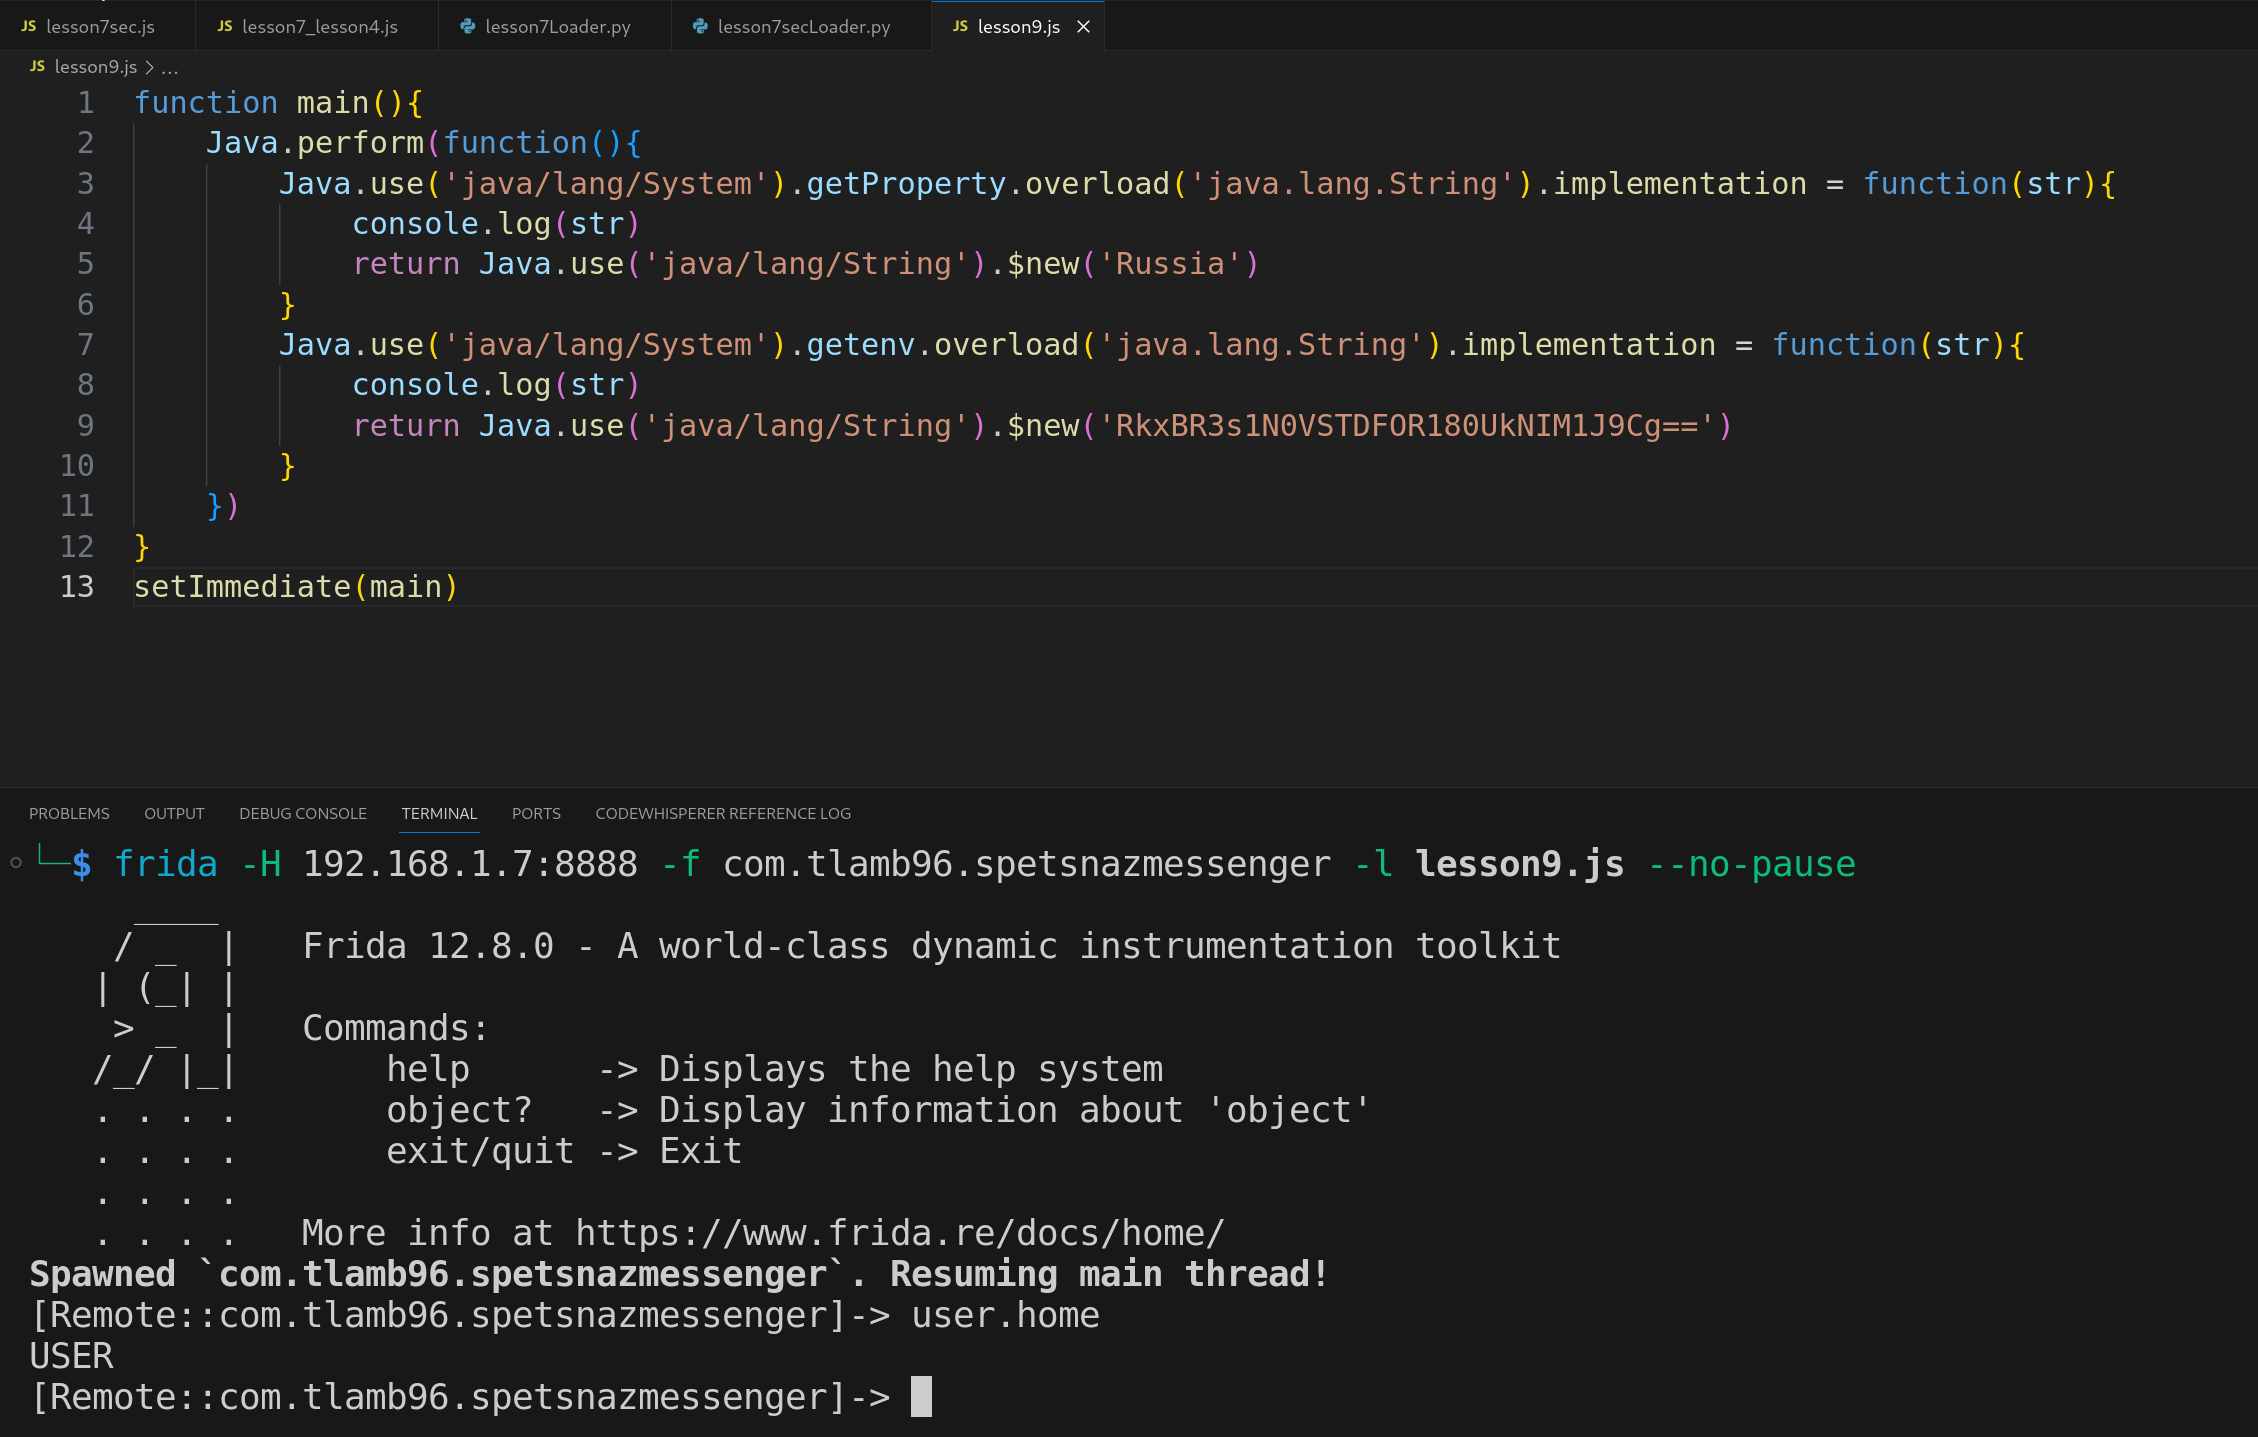 JS lesson7sec.js JS lesson7_lesson4.js lesson7Loader.py lesson7secLoader.py JS lesson9.js ×
JS lesson9.js > ...
1 function main(){
2     Java.perform(function(){
3         Java.use('java/lang/System').getProperty.overload('java.lang.String').implementation = function(str){
4             console.log(str)
5             return Java.use('java/lang/String').$new('Russia')
6         }
7         Java.use('java/lang/System').getenv.overload('java.lang.String').implementation = function(str){
8             console.log(str)
9             return Java.use('java/lang/String').$new('RkxBR3s1N0VSTDFOR180UkNIM1J9Cg==')
10         }
11     })
12 }
13 setImmediate(main)
PROBLEMS OUTPUT DEBUG CONSOLE TERMINAL PORTS CODEWHISPERER REFERENCE LOG
└─$ frida -H 192.168.1.7:8888 -f com.tlamb96.spetsnazmessenger -l lesson9.js --no-pause
     ____
    / _  |   Frida 12.8.0 - A world-class dynamic instrumentation toolkit
   | (_| |
    > _  |   Commands:
   /_/ |_|       help      -> Displays the help system
   . . . .       object?   -> Display information about 'object'
   . . . .       exit/quit -> Exit
   . . . .
   . . . .   More info at https://www.frida.re/docs/home/
Spawned `com.tlamb96.spetsnazmessenger`. Resuming main thread!
[Remote::com.tlamb96.spetsnazmessenger]-> user.home
USER
[Remote::com.tlamb96.spetsnazmessenger]->